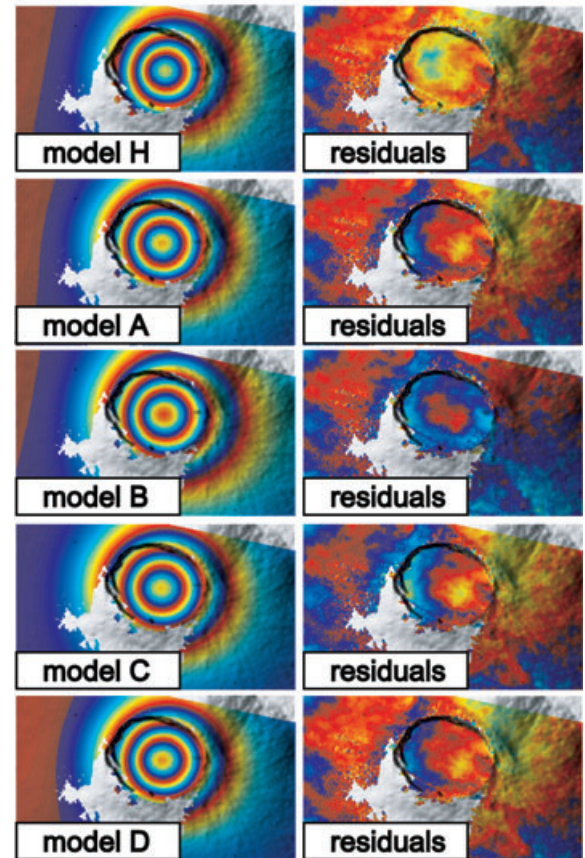 model H
residuals
model A
residuals
model B
residuals
model C
residuals
model D
residuals